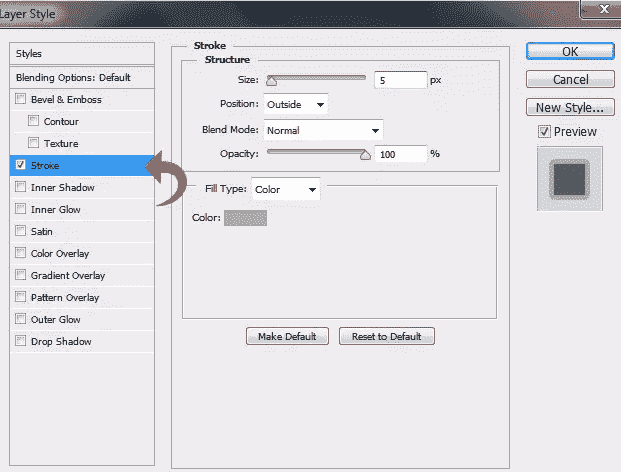 Layer Style
X
Styles
Blending Options: Default
Bevel & Emboss
Contour
Texture
Stroke
Inner Shadow
Inner Glow
Satin
Color Overlay
Gradient Overlay
Pattern Overlay
Outer Glow
Drop Shadow
Stroke
Structure
Size: 5 px
Position: Outside
Blend Mode: Normal
Opacity: 100 %
Fill Type: Color
Color:
Make Default Reset to Default
OK
Cancel
New Style...
Preview